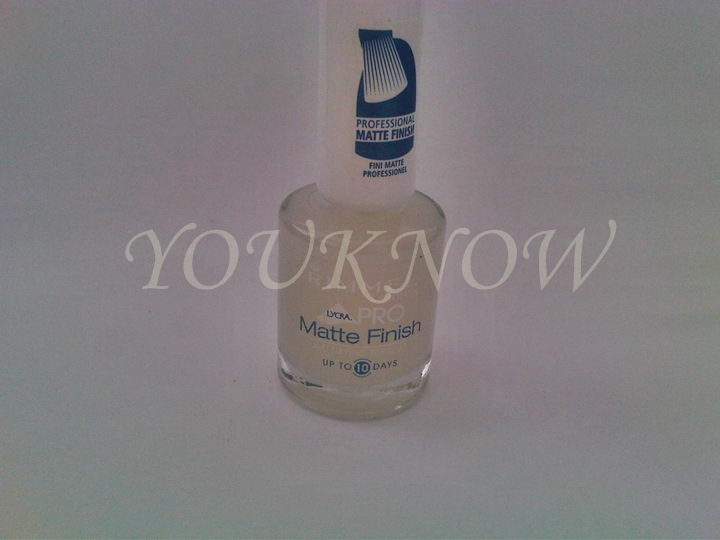 PROFESSIONAL
MATTE FINISH
FINI MATTE
PROFESSIONEL
YOUKNOW
LYCRA
PRO
Matte Finish
UP TO 10 DAYS